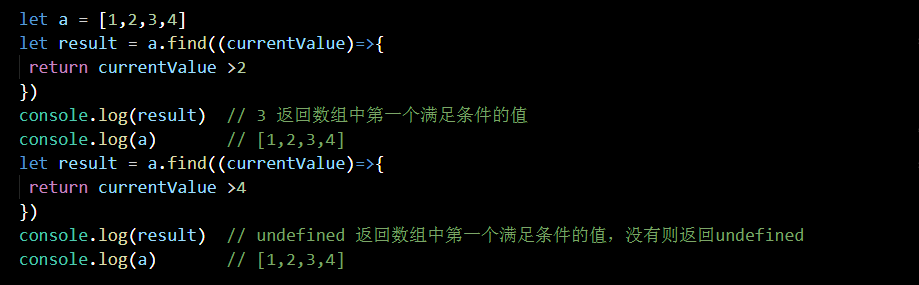 let a = [1,2,3,4]
let result = a.find((currentValue)=>{
return currentValue >2
})
console.log(result)  // 3 返回数组中第一个满足条件的值
console.log(a)       // [1,2,3,4]
let result = a.find((currentValue)=>{
return currentValue >4
})
console.log(result)  // undefined 返回数组中第一个满足条件的值，没有则返回undefined
console.log(a)       // [1,2,3,4]